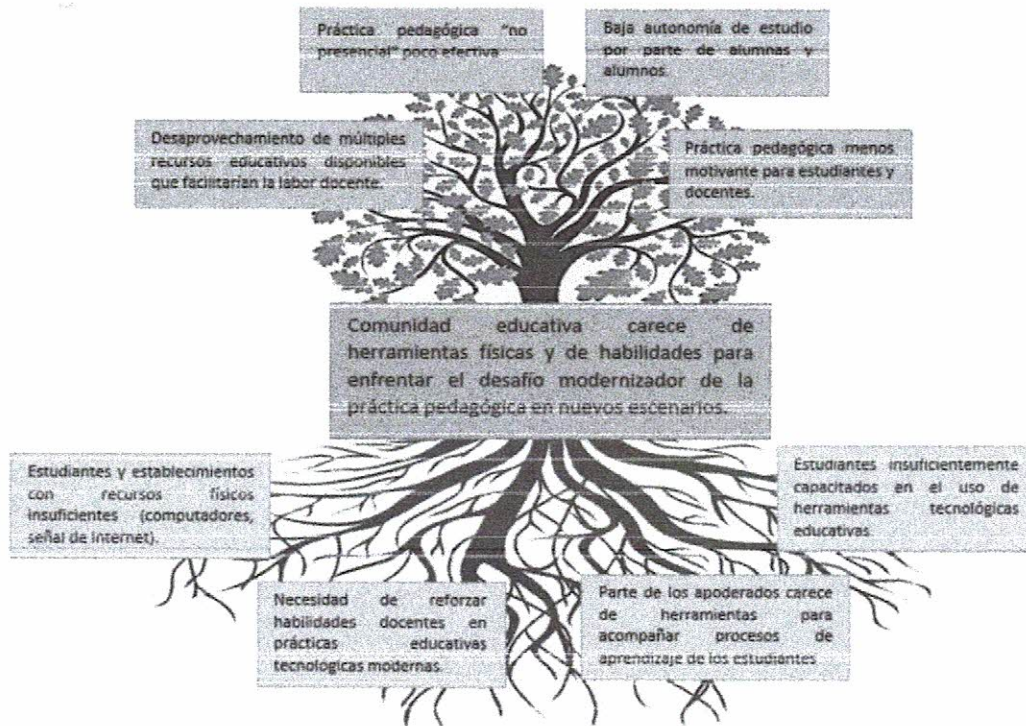 Práctica pedagógica "no
presencial" poco efectiva
Baja autonomía de estudio
por parte de alumnas y
alumnos.
Desaprovechamiento de múltiples
recursos educativos disponibles
que facilitarían la labor docente.
Práctica pedagógica menos
motivante para estudiantes y
docentes.
Comunidad educativa carece de
herramientas físicas y de habilidades para
enfrentar el desafío modernizador de la
práctica pedagógica en nuevos escenarios.
Estudiantes y establecimientos
con recursos físicos
insuficientes (computadores,
señal de Internet).
Estudiantes insuficientemente
capacitados en el uso de
herramientas tecnológicas
educativas
Necesidad de reforzar
habilidades docentes en
prácticas educativas
tecnológicas modernas.
Parte de los apoderados carece
de herramientas para
acompañar procesos de
aprendizaje de los estudiantes